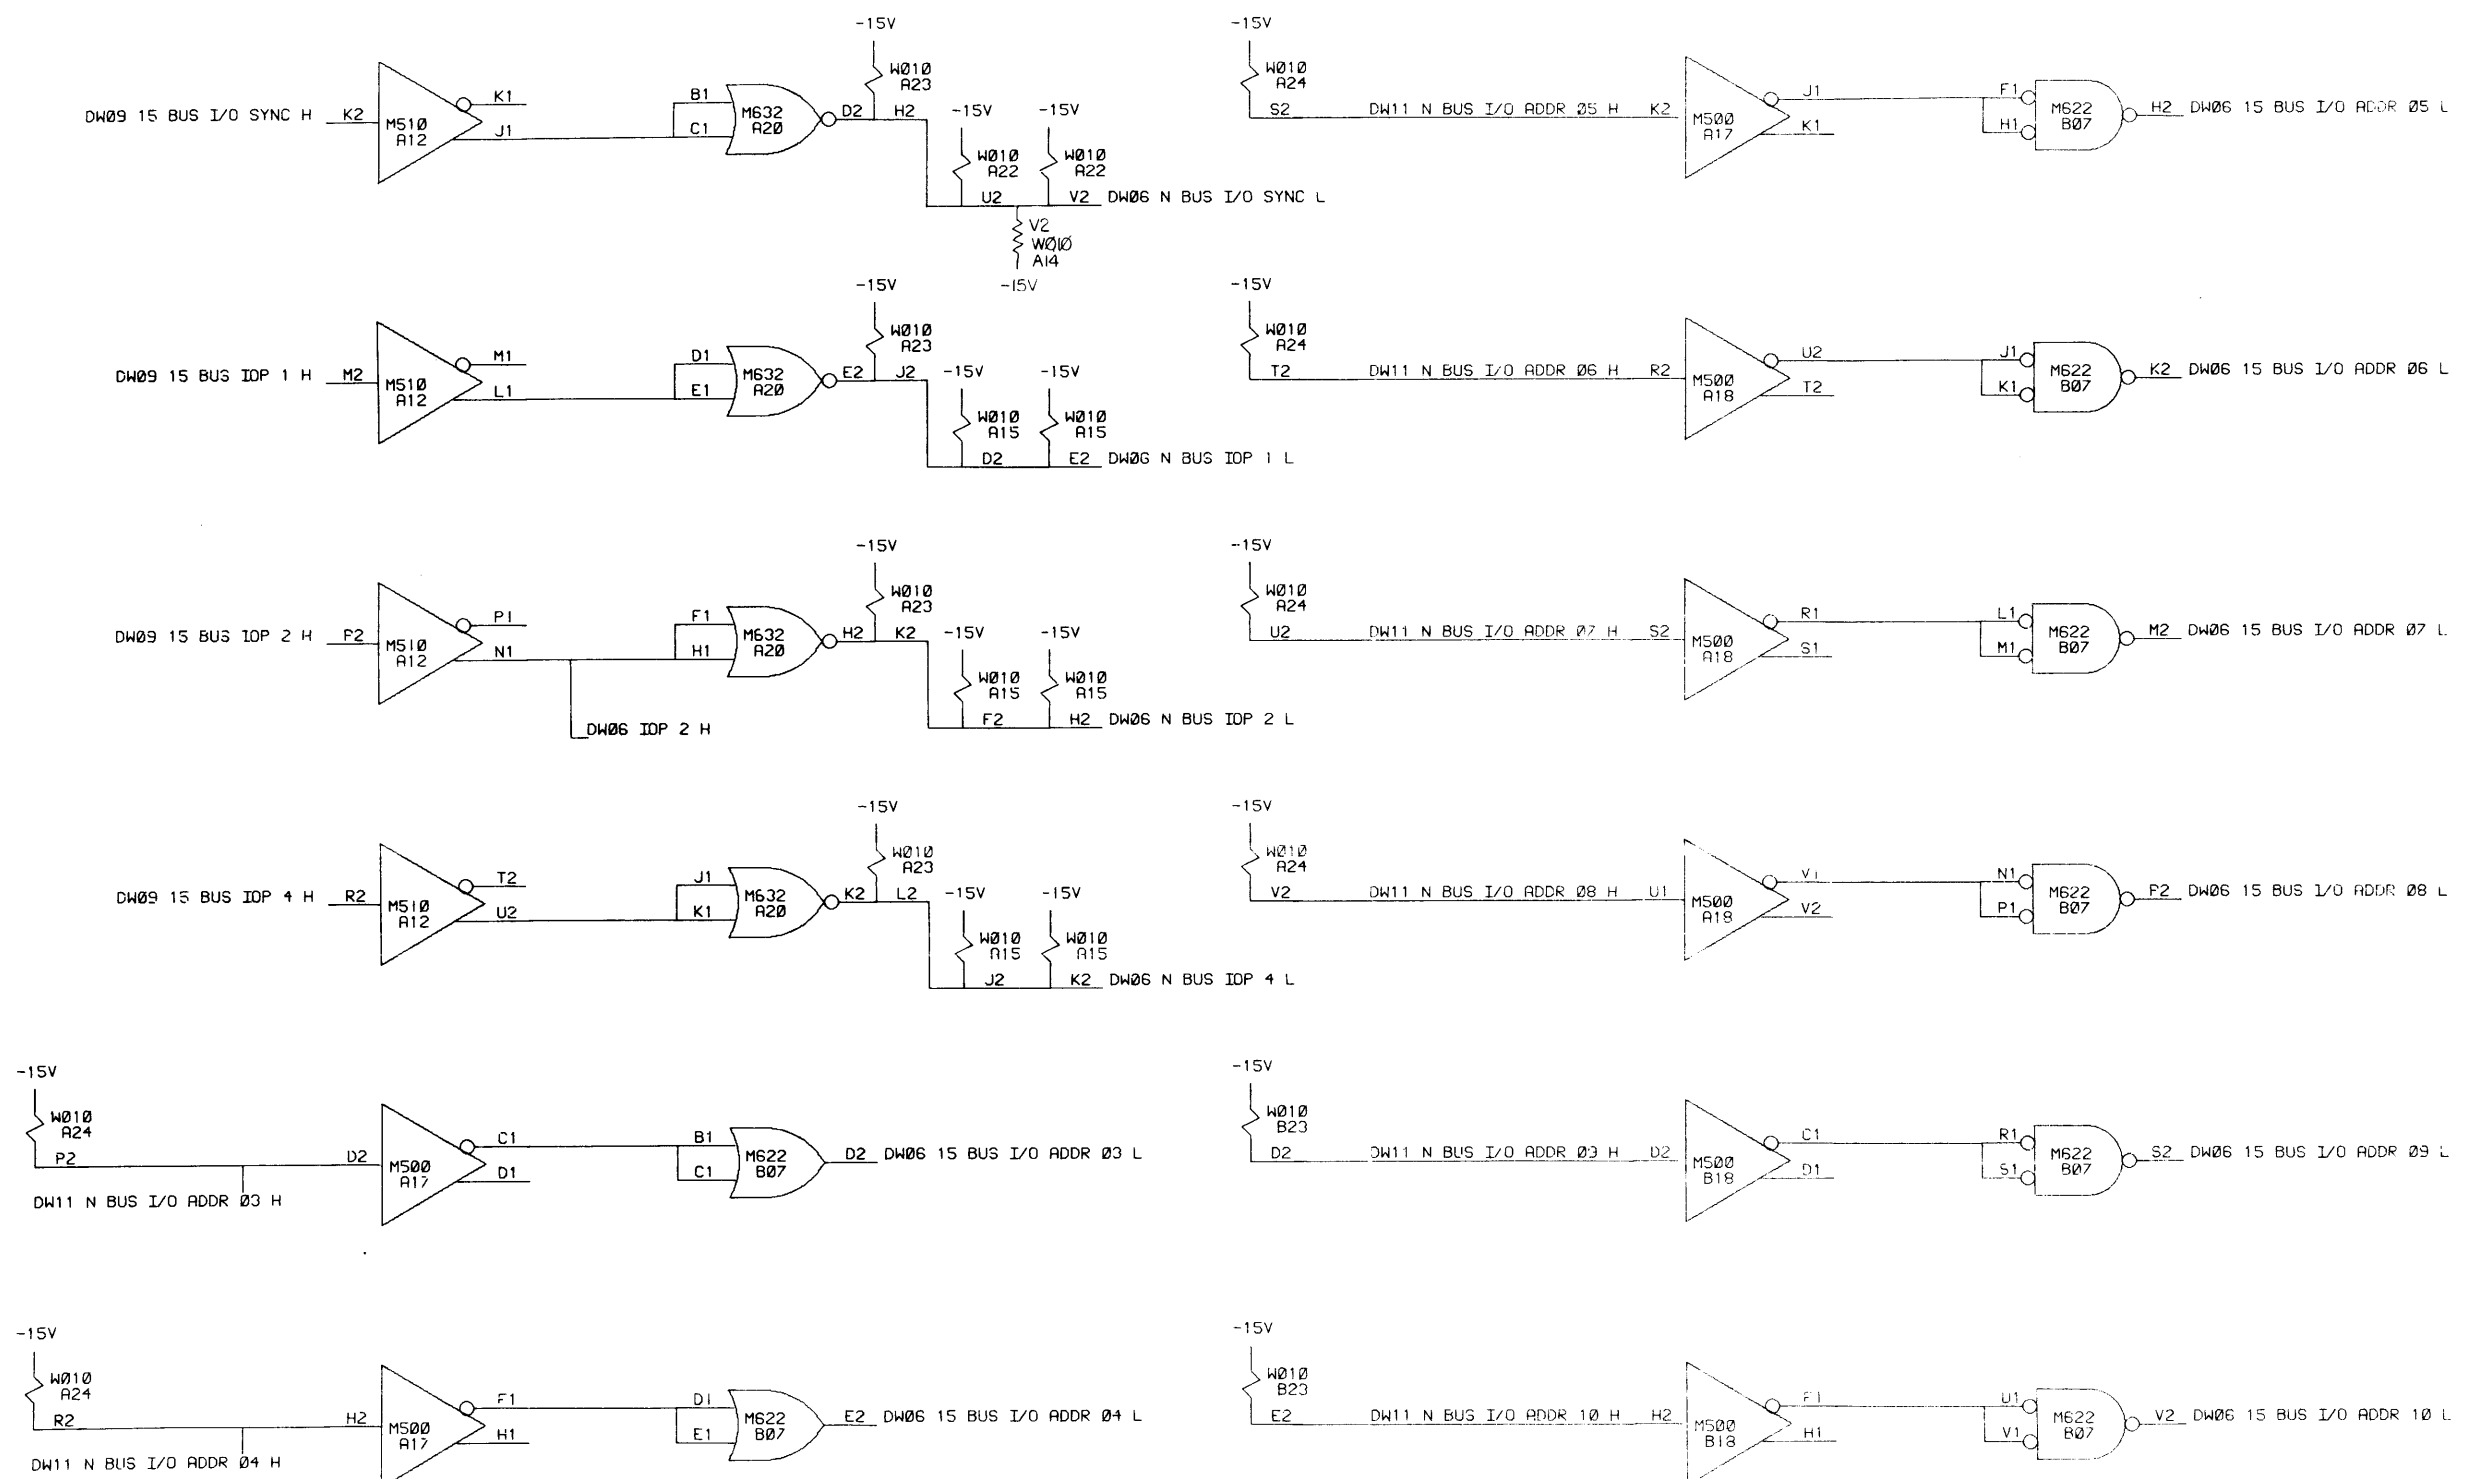 -15V
W010
A23
DW09 15 BUS I/O SYNC H K2
M510
A12
K1
J1
B1
C1
M632
A20
D2 H2
-15V -15V
W010
A22
W010
A22
U2 V2 DW06 N BUS I/O SYNC L
V2
W010
A14
-15V
-15V
W010
A23
DW09 15 BUS IOP 1 H M2
M510
A12
M1
L1
D1
E1
M632
A20
E2 J2
-15V -15V
W010
A15
W010
A15
D2 E2 DW06 N BUS IOP 1 L
-15V
W010
A23
DW09 15 BUS IOP 2 H P2
M510
A12
P1
N1
DW06 IOP 2 H
F1
H1
M632
A20
H2 K2
-15V -15V
W010
A15
W010
A15
F2 H2 DW06 N BUS IOP 2 L
-15V
W010
A23
DW09 15 BUS IOP 4 H R2
M510
A12
T2
U2
J1
K1
M632
A20
K2 L2
-15V -15V
W010
A15
W010
A15
J2 K2 DW06 N BUS IOP 4 L
-15V
W010
A24
P2 D2
DW11 N BUS I/O ADDR 03 H
M500
A17
C1
D1
B1
C1
M622
B07
D2 DW06 15 BUS I/O ADDR 03 L
-15V
W010
A24
R2 H2
DW11 N BUS I/O ADDR 04 H
M500
A17
F1
H1
D1
E1
M622
B07
E2 DW06 15 BUS I/O ADDR 04 L
-15V
W010
A24
S2 DW11 N BUS I/O ADDR 05 H K2
M500
A17
J1
K1
F1
H1
M622
B07
H2 DW06 15 BUS I/O ADDR 05 L
-15V
W010
A24
T2 DW11 N BUS I/O ADDR 06 H R2
M500
A18
U2
T2
J1
K1
M622
B07
K2 DW06 15 BUS I/O ADDR 06 L
-15V
W010
A24
U2 DW11 N BUS I/O ADDR 07 H S2
M500
A18
R1
S1
L1
M1
M622
B07
M2 DW06 15 BUS I/O ADDR 07 L
-15V
W010
A24
V2 DW11 N BUS I/O ADDR 08 H U1
M500
A18
V1
V2
N1
P1
M622
B07
P2 DW06 15 BUS I/O ADDR 08 L
-15V
W010
B23
D2 DW11 N BUS I/O ADDR 09 H D2
M500
B18
C1
D1
R1
S1
M622
B07
S2 DW06 15 BUS I/O ADDR 09 L
-15V
W010
B23
E2 DW11 N BUS I/O ADDR 10 H H2
M500
B18
F1
H1
U1
V1
M622
B07
V2 DW06 15 BUS I/O ADDR 10 L